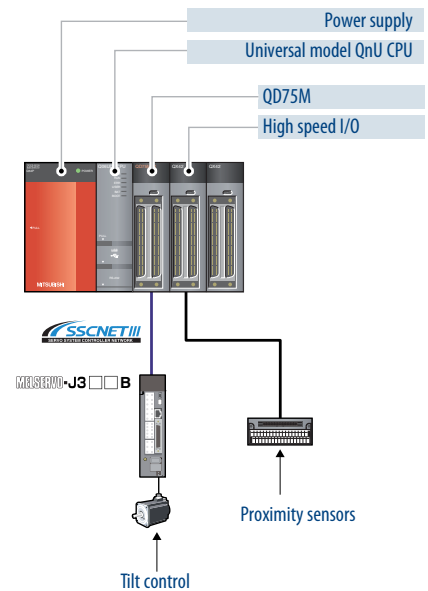 Power supply
Universal model QnU CPU
QD75M
High speed I/O
POWER
MITSUBISHI
SSCNETIII
SERVO SYSTEM CONTROLLER NETWORK
MELSERVO-J3□□B
Proximity sensors
Tilt control